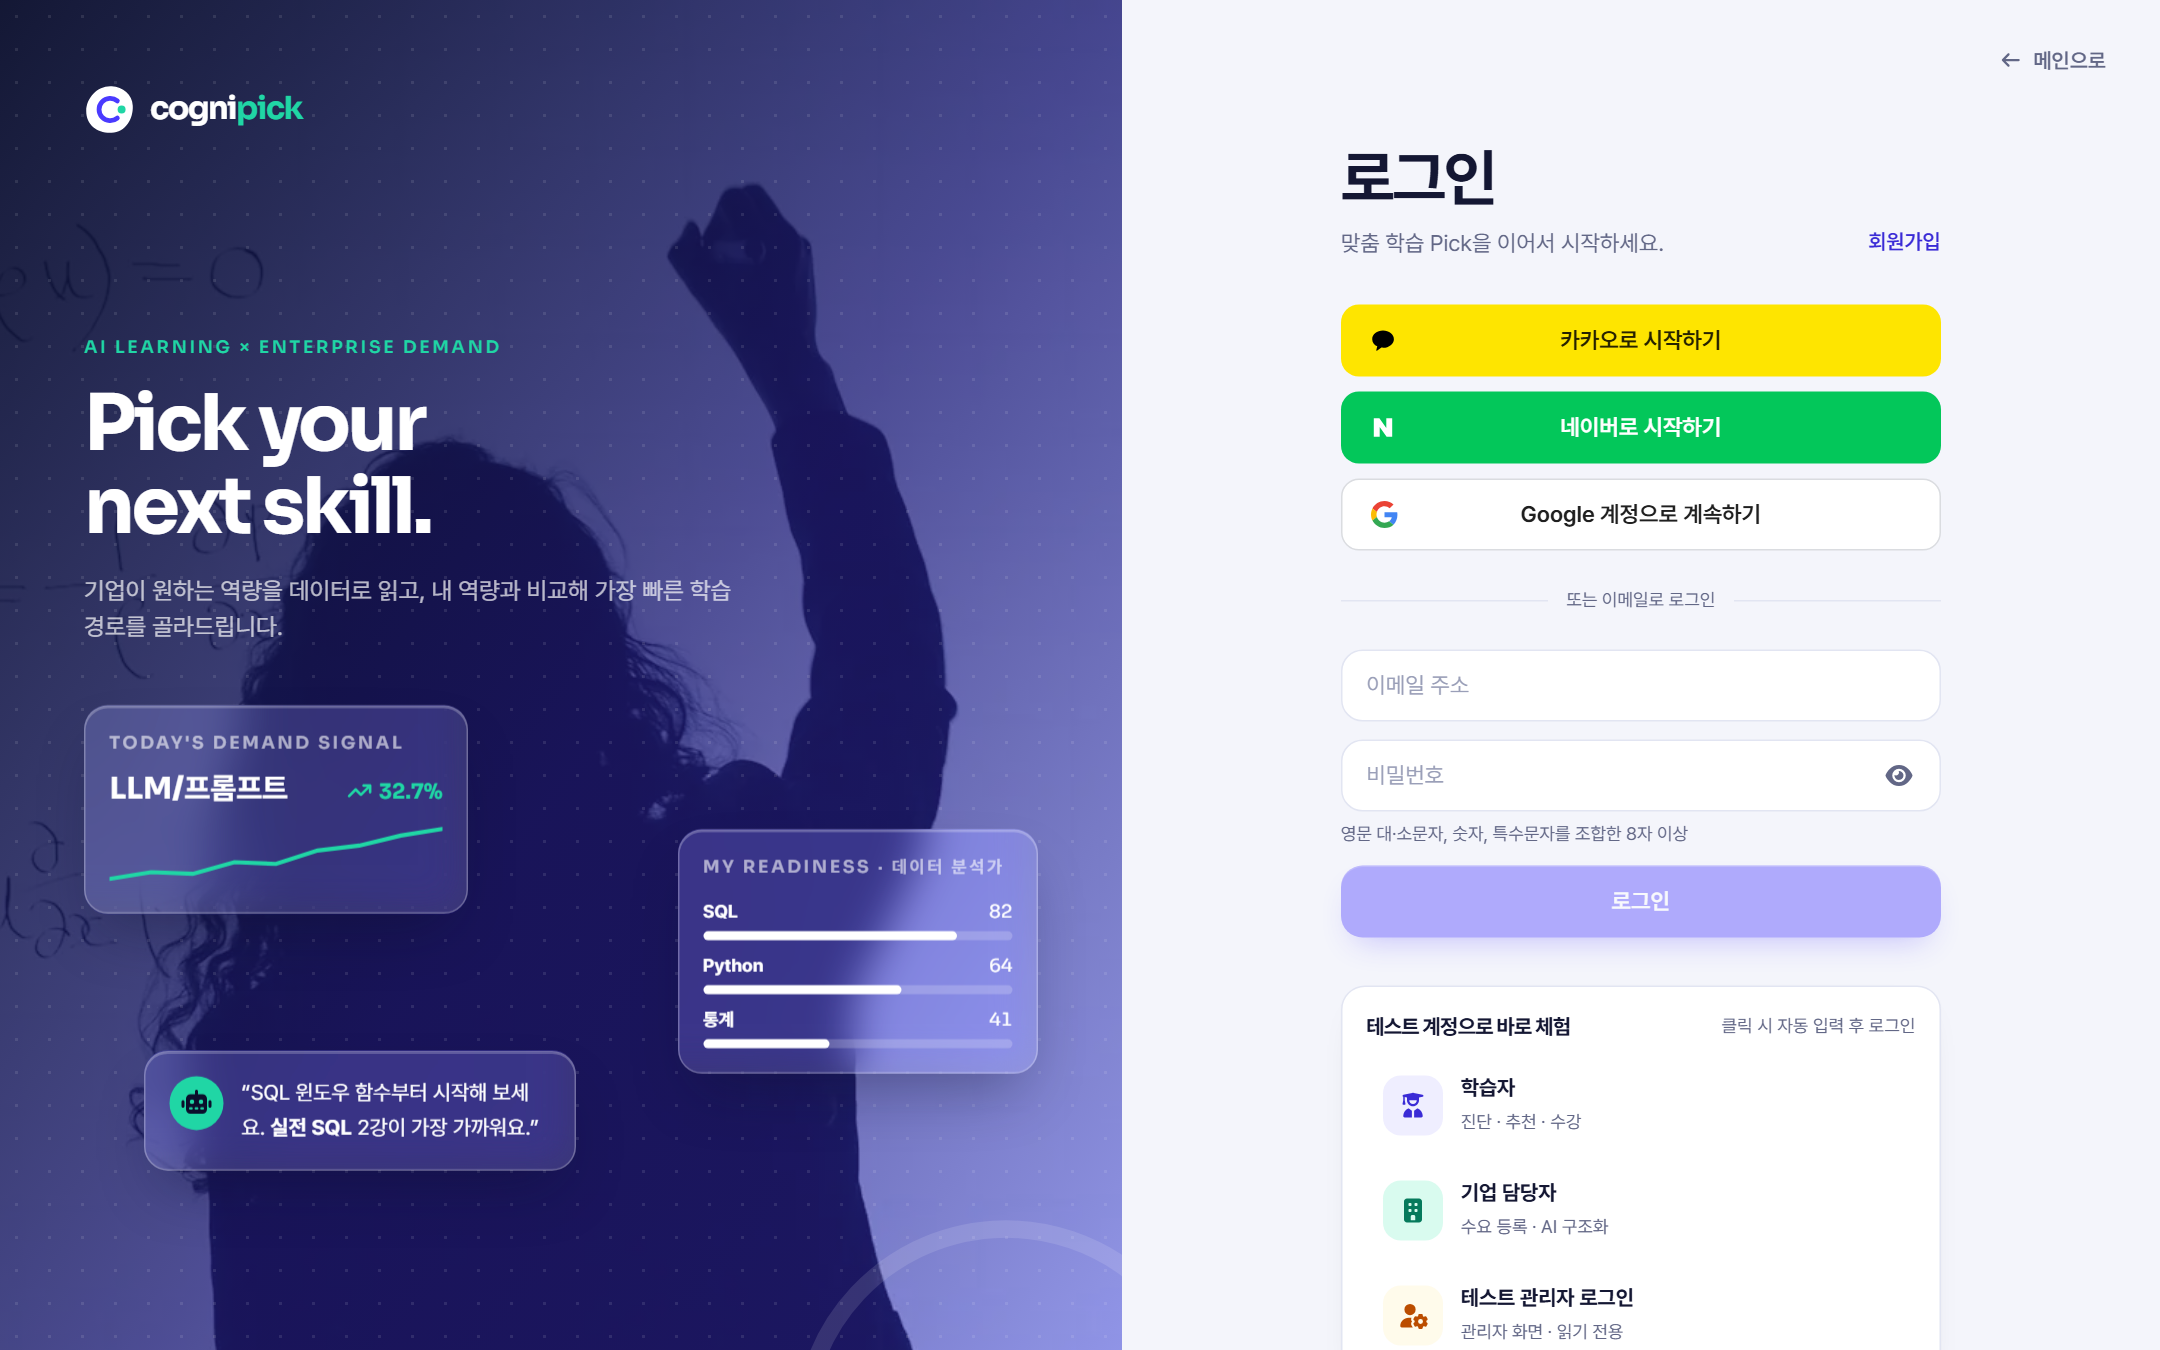 cognipick
AI LEARNING × ENTERPRISE DEMAND
Pick your
next skill.
기업이 원하는 역량을 데이터로 읽고, 내 역량과 비교해 가장 빠른 학습
경로를 골라드립니다.
TODAY'S DEMAND SIGNAL
LLM/프롬프트 32.7%
MY READINESS · 데이터 분석가
SQL 82
Python 64
통계 41
“SQL 윈도우 함수부터 시작해 보세
요. 실전 SQL 2강이 가장 가까워요.”
메인으로
로그인
맞춤 학습 Pick을 이어서 시작하세요. 회원가입
카카오로 시작하기
N 네이버로 시작하기
Google 계정으로 계속하기
또는 이메일로 로그인
이메일 주소
비밀번호
영문 대·소문자, 숫자, 특수문자를 조합한 8자 이상
로그인
테스트 계정으로 바로 체험 클릭 시 자동 입력 후 로그인
학습자
진단 · 추천 · 수강
기업 담당자
수요 등록 · AI 구조화
테스트 관리자 로그인
관리자 화면 · 읽기 전용